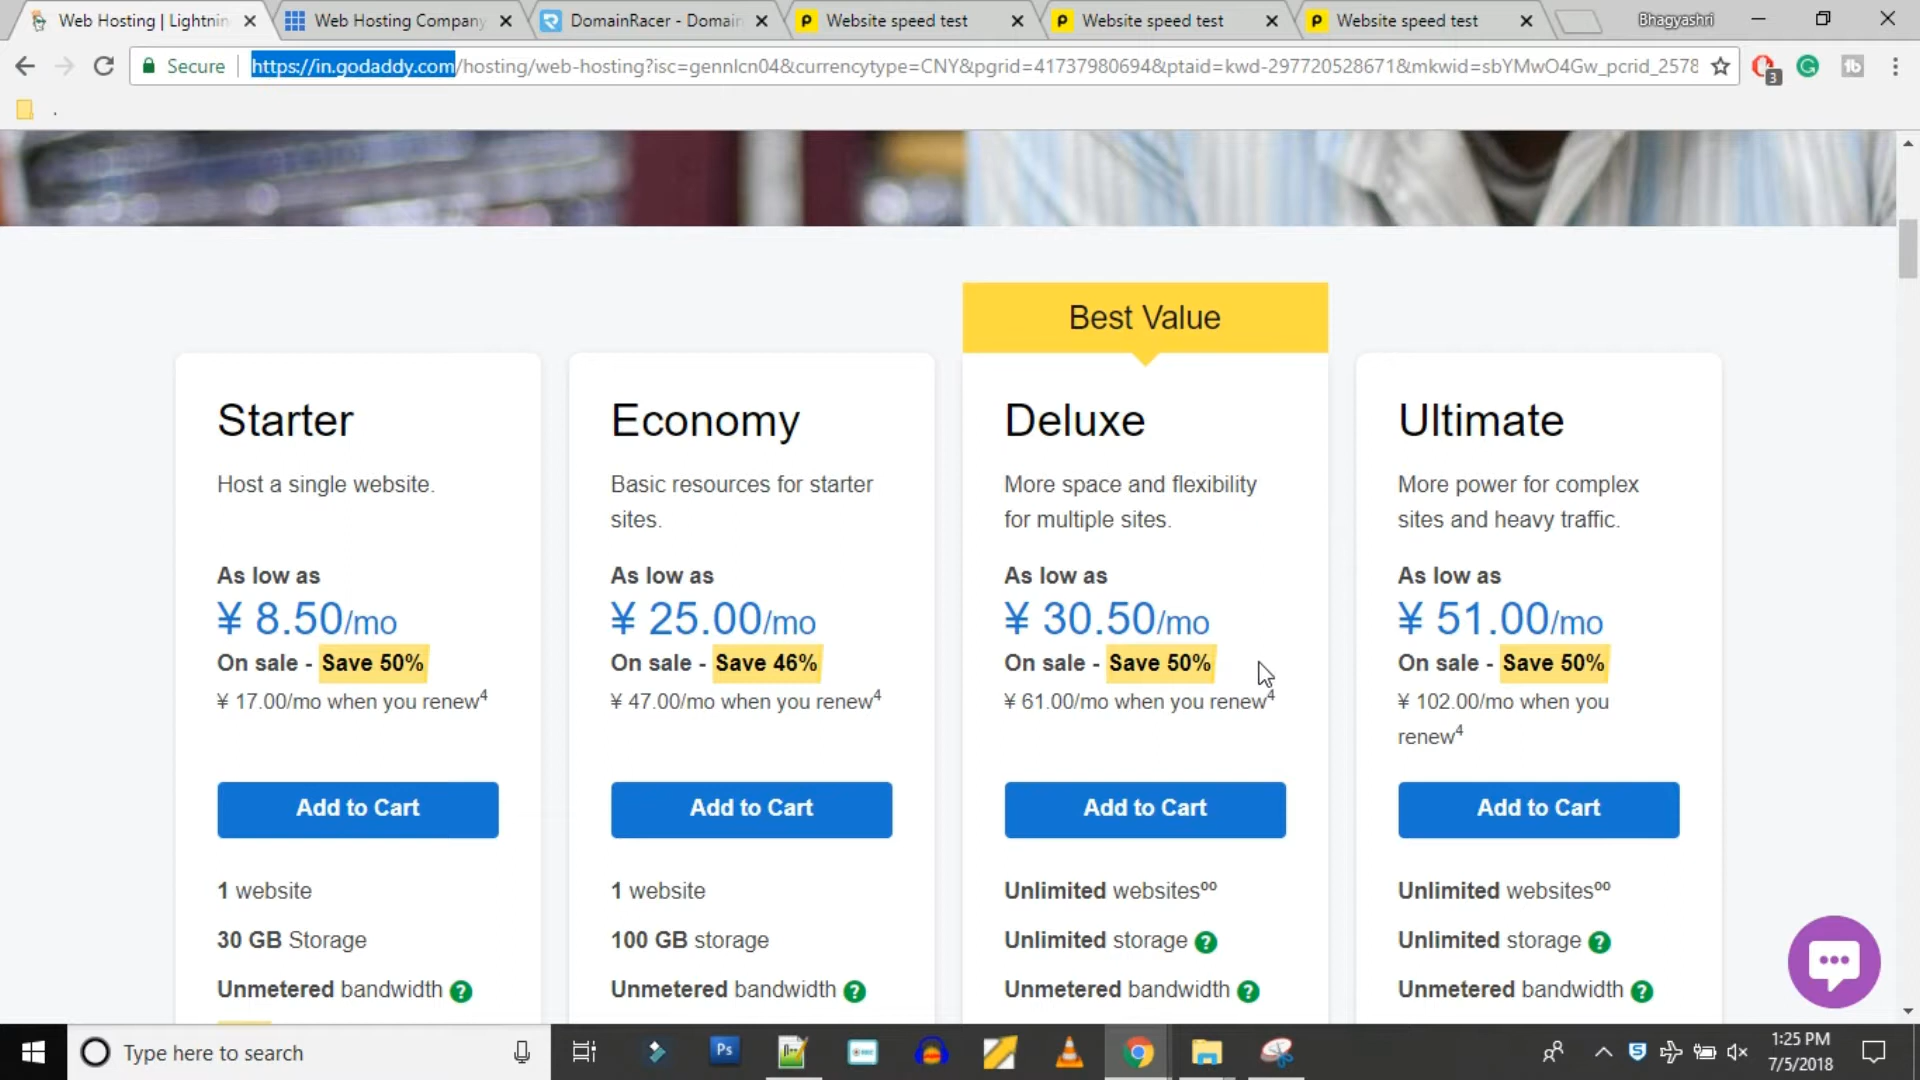 Web Hosting | Lightnin
Web Hosting Company
DomainRacer - Domain
Website speed test
Website speed test
Website speed test
Bhagyashri
Secure
https://in.godaddy.com/hosting/web-hosting?isc=gennlcn04&currencytype=CNY&pgrid=41737980694&ptaid=kwd-297720528671&mkwid=sbYMwO4Gw_pcrid_2578
3
.
Best Value
Starter
Host a single website.
As low as
¥ 8.50/mo
On sale - Save 50%
¥ 17.00/mo when you renew4
Add to Cart
1 website
30 GB Storage
Unmetered bandwidth ?
Economy
Basic resources for starter
sites.
As low as
¥ 25.00/mo
On sale - Save 46%
¥ 47.00/mo when you renew4
Add to Cart
1 website
100 GB storage
Unmetered bandwidth ?
Deluxe
More space and flexibility
for multiple sites.
As low as
¥ 30.50/mo
On sale - Save 50%
¥ 61.00/mo when you renew4
Add to Cart
Unlimited websitesºº
Unlimited storage ?
Unmetered bandwidth ?
Ultimate
More power for complex
sites and heavy traffic.
As low as
¥ 51.00/mo
On sale - Save 50%
¥ 102.00/mo when you
renew4
Add to Cart
Unlimited websitesºº
Unlimited storage ?
Unmetered bandwidth ?
Type here to search
Ps
1:25 PM
7/5/2018